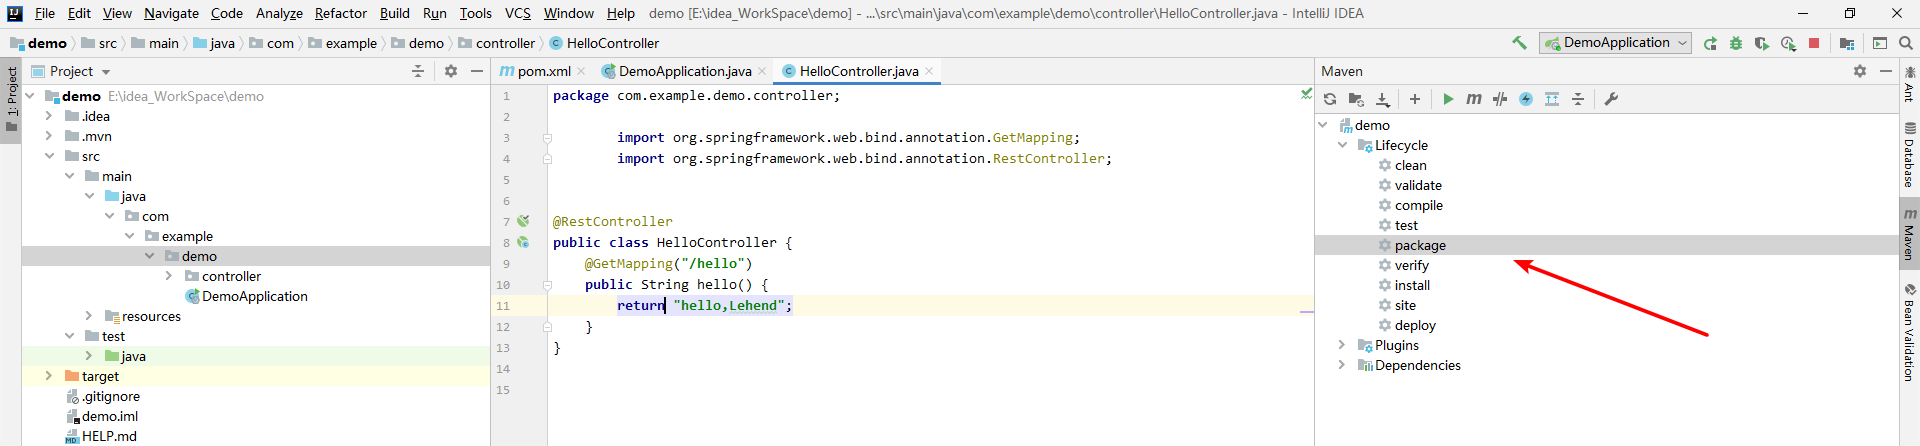 File Edit View Navigate Code Analyze Refactor Build Run Tools VCS Window Help demo [E:\idea_WorkSpace\demo] - ...\src\main\java\com\example\demo\controller\HelloController.java - IntelliJ IDEA
demo src main java com example demo controller HelloController
DemoApplication
1: Project
Project
demo E:\idea_WorkSpace\demo
.idea
.mvn
src
main
java
com
example
demo
controller
DemoApplication
resources
test
java
target
.gitignore
demo.iml
HELP.md
pom.xml DemoApplication.java HelloController.java
1 package com.example.demo.controller;
2
3 import org.springframework.web.bind.annotation.GetMapping;
4 import org.springframework.web.bind.annotation.RestController;
5
6
7 @RestController
8 public class HelloController {
9 @GetMapping("/hello")
10 public String hello() {
11 return "hello,Lehend";
12 }
13 }
14
15
Maven
demo
Lifecycle
clean
validate
compile
test
package
verify
install
site
deploy
Plugins
Dependencies
Ant
Database
Maven
Bean Validation